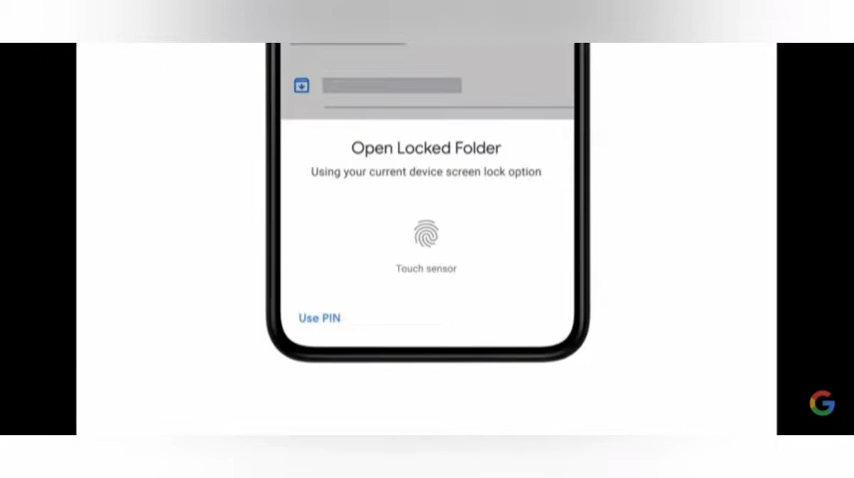 Open Locked Folder
Using your current device screen lock option
Touch sensor
Use PIN